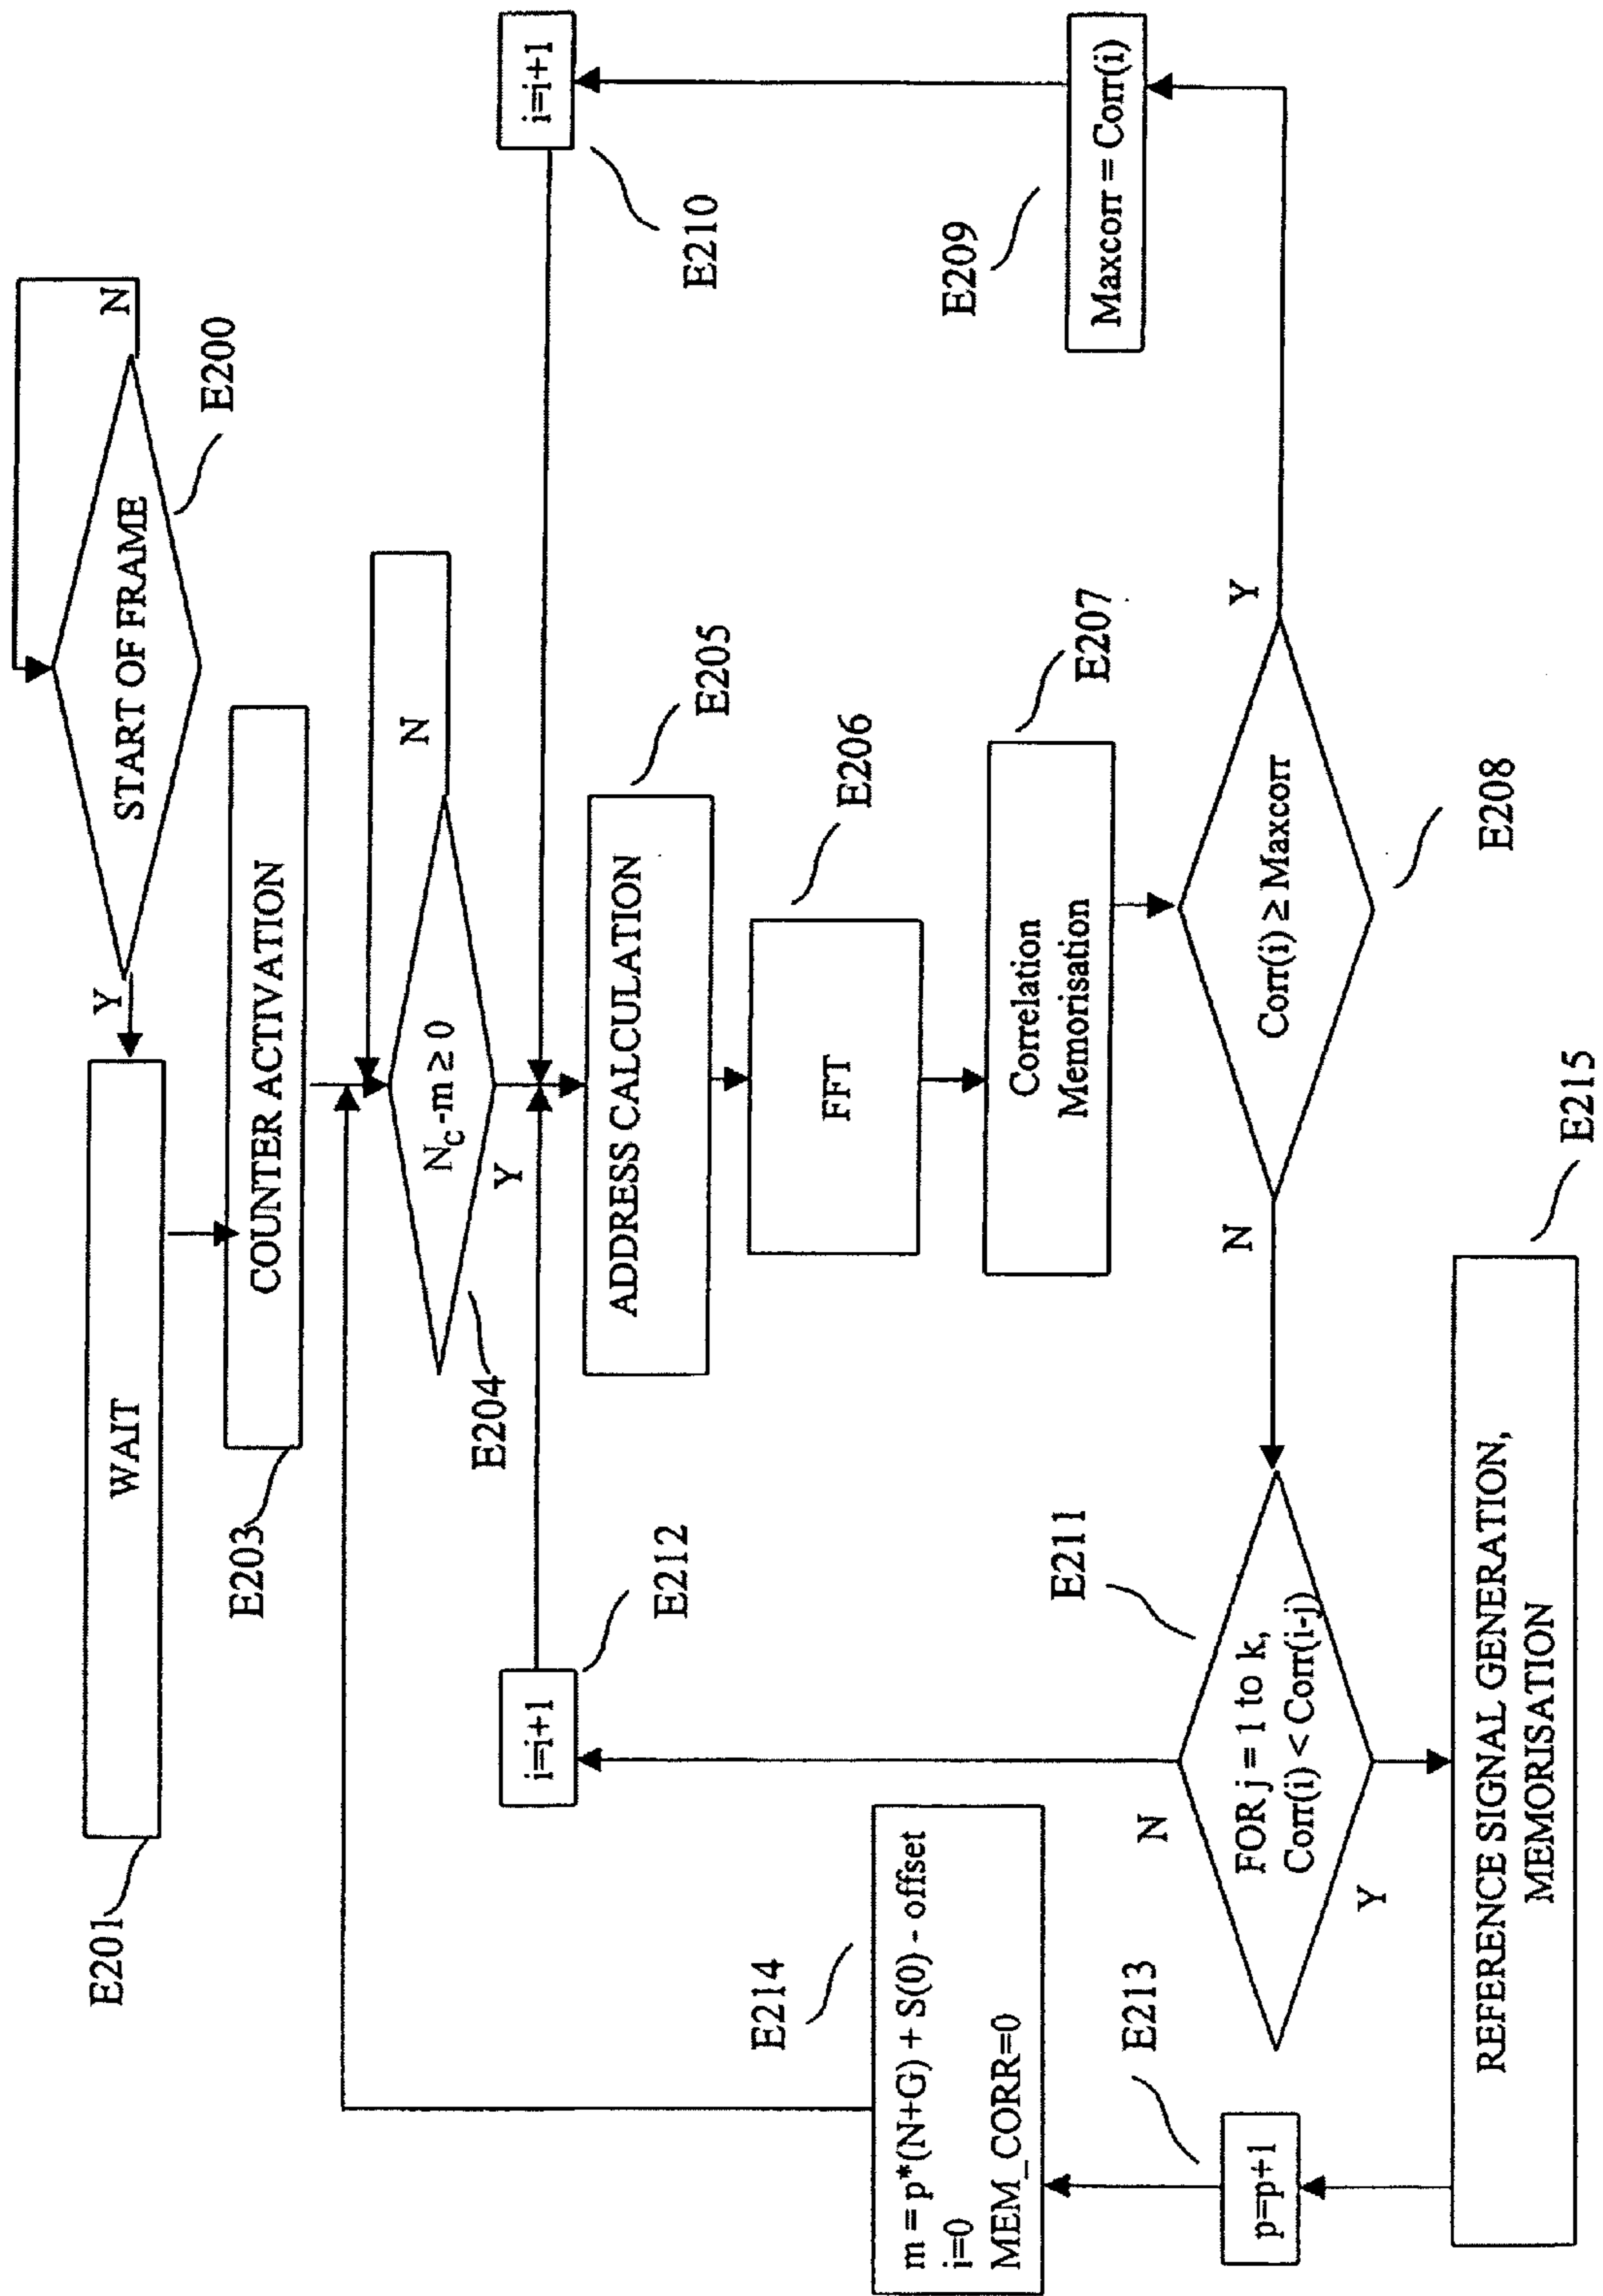 START OF FRAME
N
E200
Y
WAIT
E201
COUNTER ACTIVATION
E203
N_C -m ≥ 0
N
Y
E204
i=i+1
E212
i=i+1
E210
ADDRESS CALCULATION
E205
FFT
E206
Correlation
Memorisation
E207
Corr(i) ≥ Maxcorr
Y
N
E208
Maxcorr = Corr(i)
E209
FOR j = 1 to k,
Corr(i) < Corr(i-j)
E211
N
Y
REFERENCE SIGNAL GENERATION,
MEMORISATION
E215
p=p+1
E213
m = p*(N+G) + S(0) - offset
i=0
MEM_CORR=0
E214